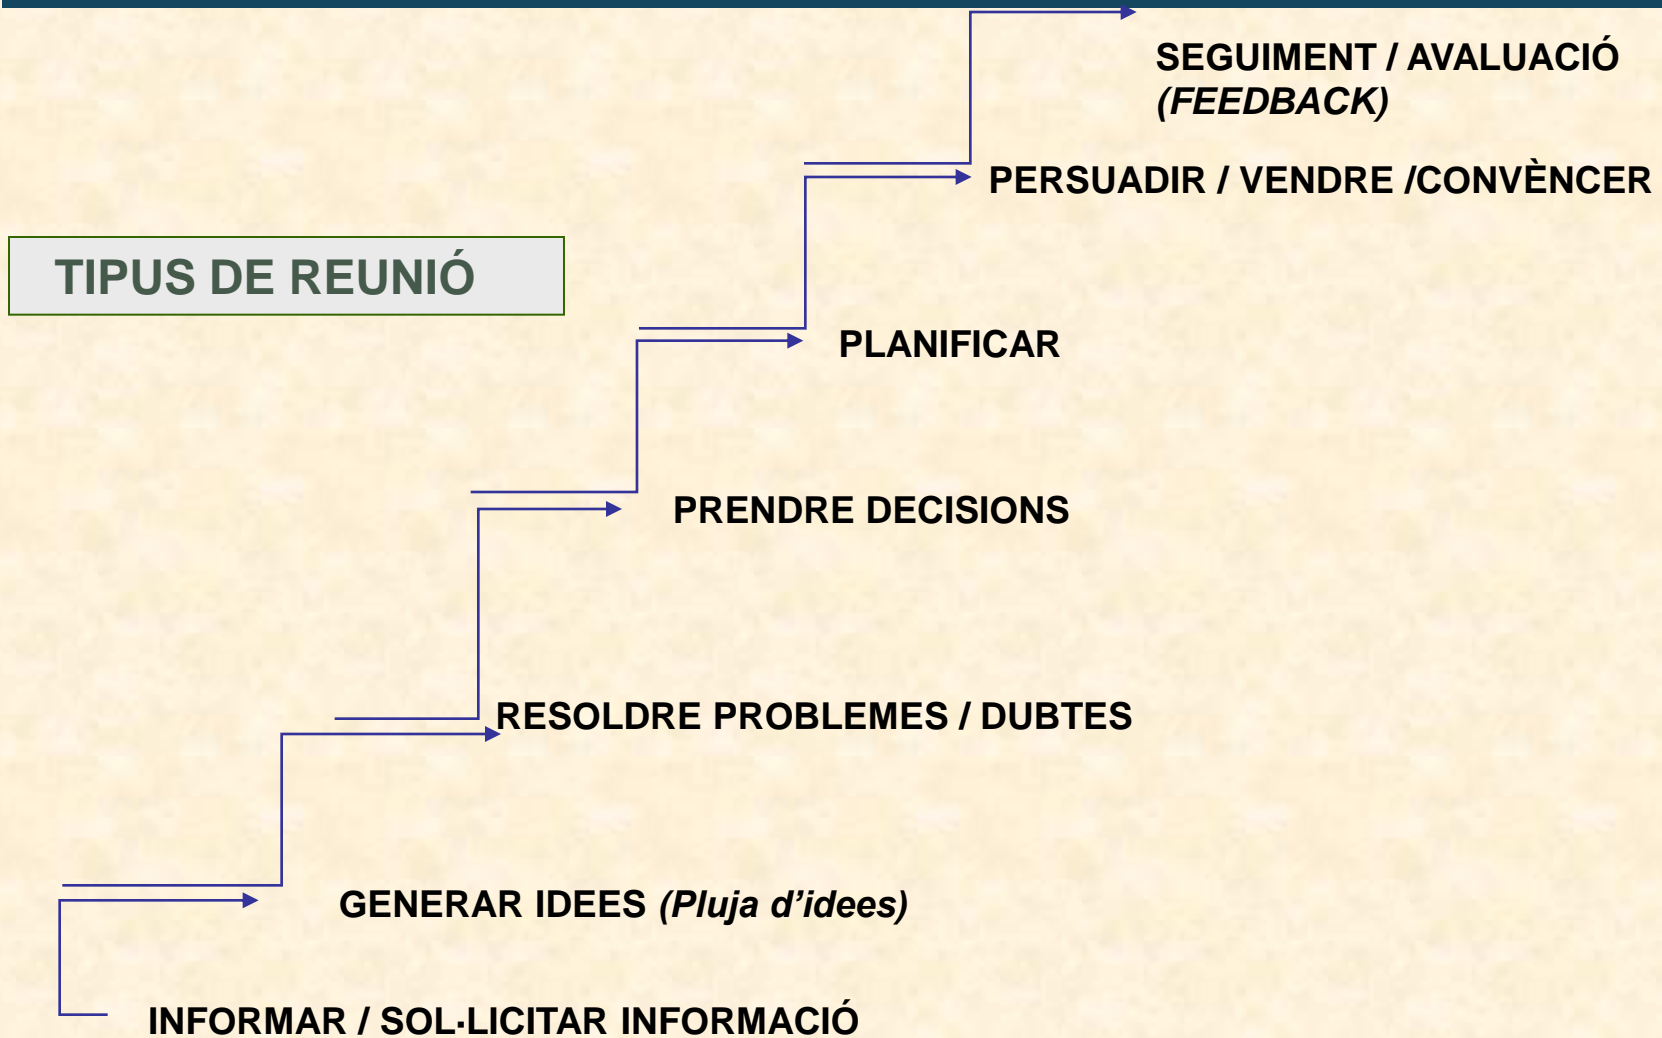 SEGUIMENT / AVALUACIÓ
(FEEDBACK)
PERSUADIR / VENDRE /CONVÈNCER
TIPUS DE REUNIÓ
PLANIFICAR
PRENDRE DECISIONS
RESOLDRE PROBLEMES / DUBTES
GENERAR IDEES (Pluja d’idees)
INFORMAR / SOL·LICITAR INFORMACIÓ